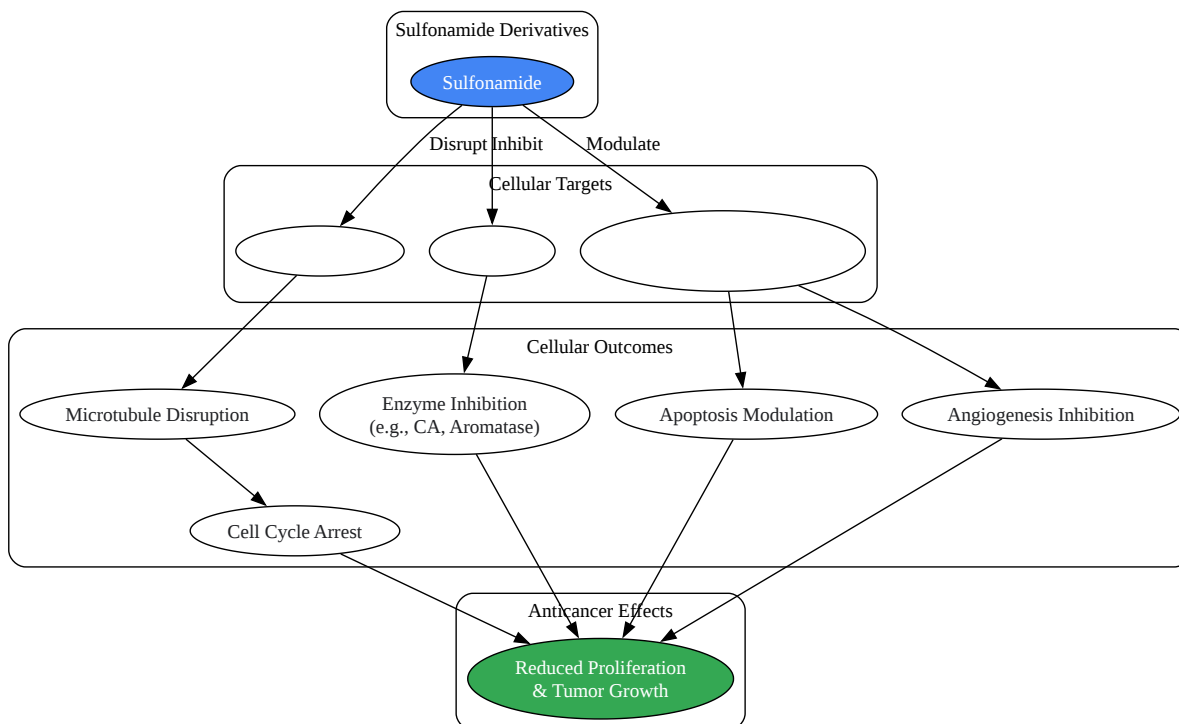 Sulfonamide Derivatives
Sulfonamide
Disrupt
Inhibit
Modulate
Cellular Targets
Cellular Outcomes
Microtubule Disruption
Enzyme Inhibition
(e.g., CA, Aromatase)
Apoptosis Modulation
Angiogenesis Inhibition
Cell Cycle Arrest
Anticancer Effects
Reduced Proliferation
& Tumor Growth